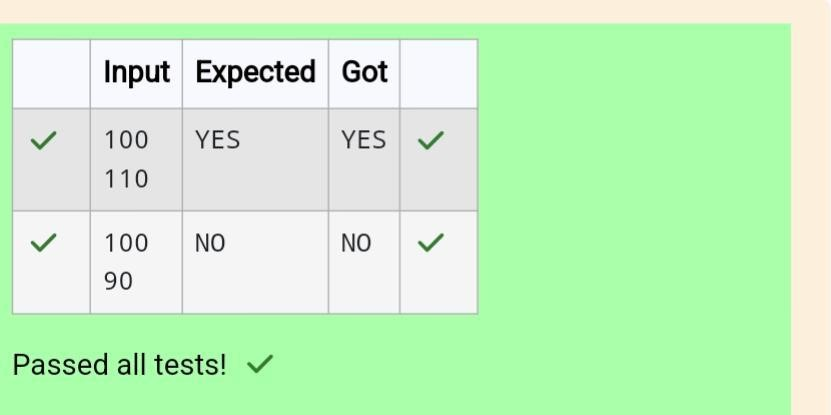 Input Expected Got
100 YES YES
110
100 NO NO
90
Passed all tests!